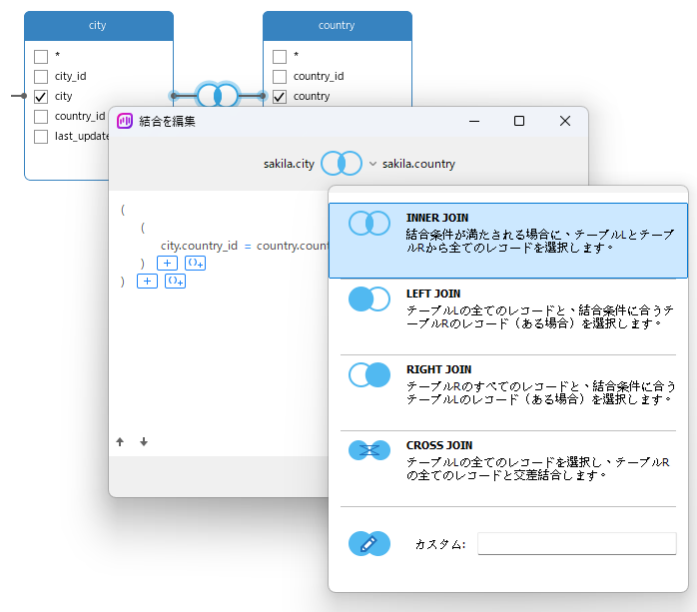 city
*
city_id
city
country_id
last_update
country
*
country_id
country
結合を編集
sakila.city
sakila.country
(
(
city.country_id = country.count
)
)
INNER JOIN
結合条件が満たされる場合に、テーブルLとテーブ
ルRから全てのレコードを選択します。
LEFT JOIN
テーブルLの全てのレコードと、結合条件に合うテ
ーブルRのレコード（ある場合）を選択します。
RIGHT JOIN
テーブルRのすべてのレコードと、結合条件に合う
テーブルLのレコード（ある場合）を選択します。
CROSS JOIN
テーブルLの全てのレコードを選択し、テーブルR
の全てのレコードと交差結合します。
カスタム: